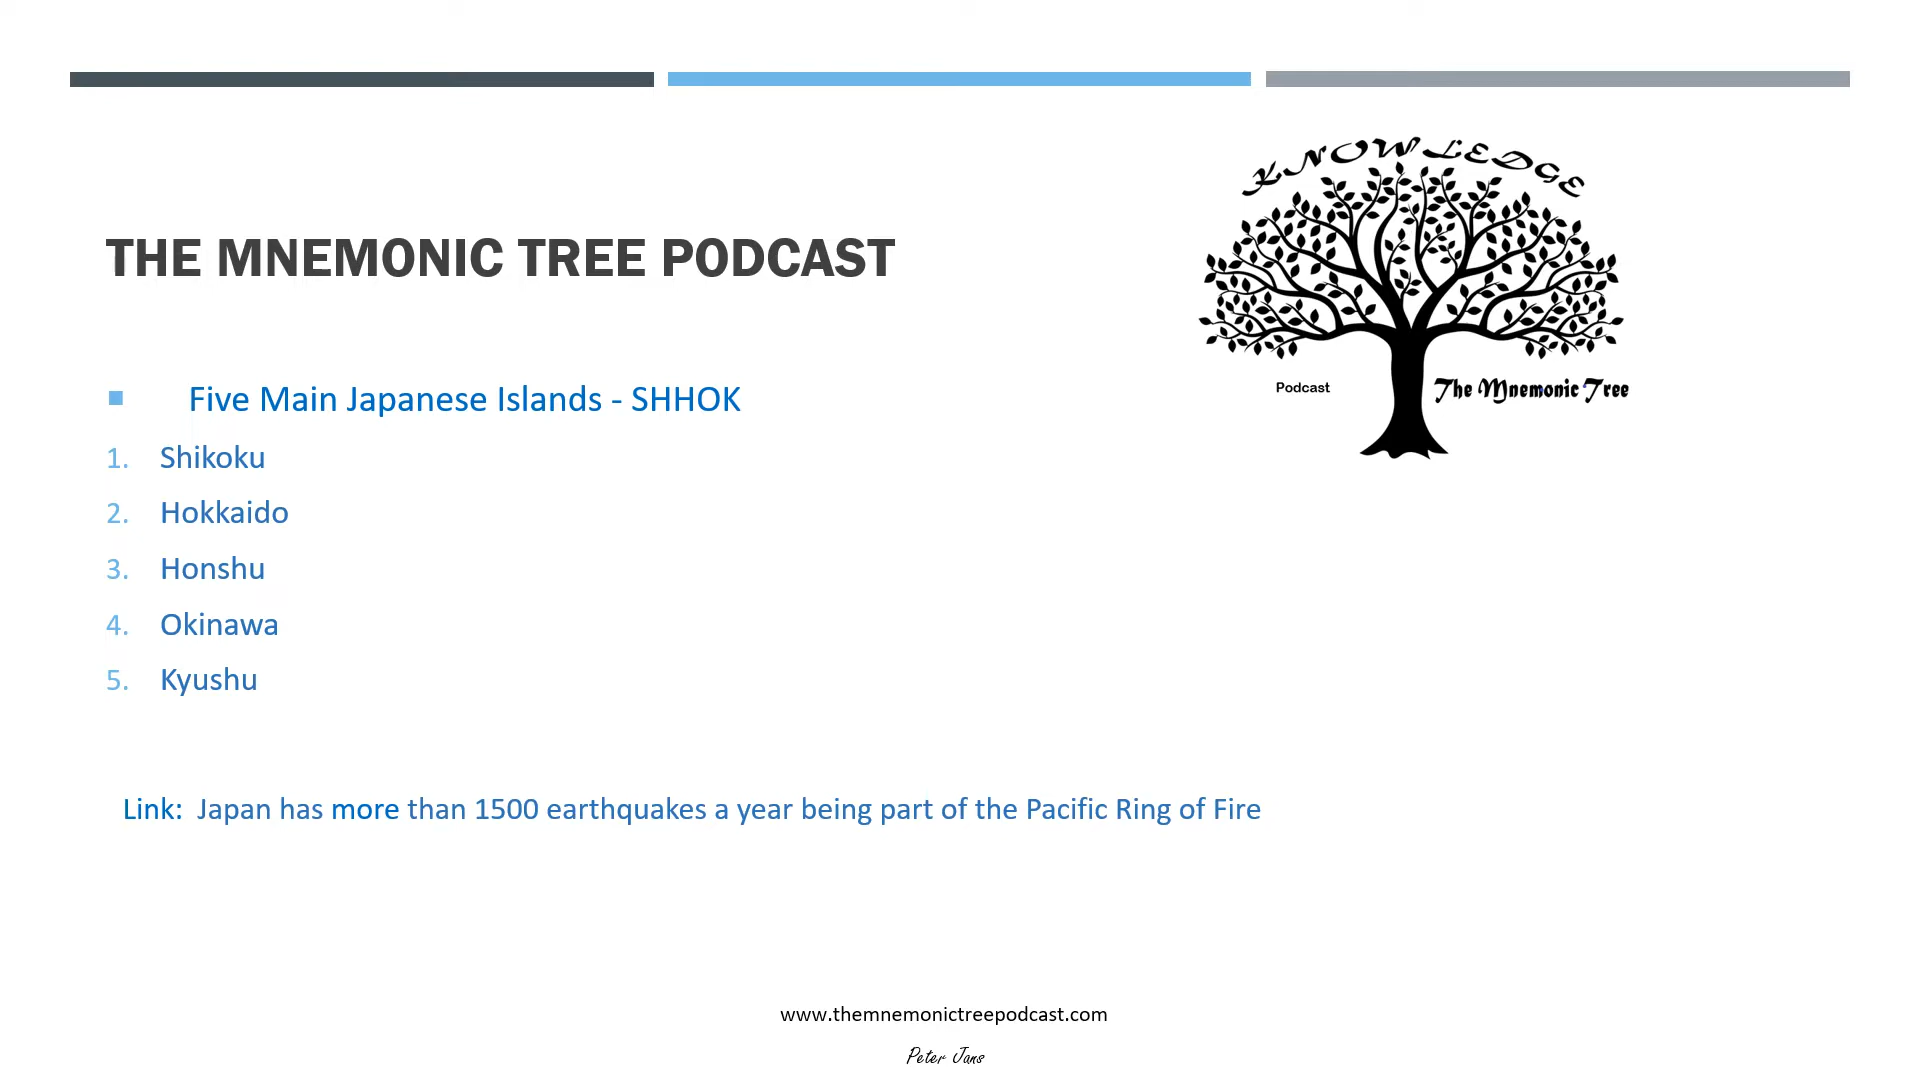 KNOWLEDGE
THE MNEMONIC TREE PODCAST
Podcast
The Mnemonic Tree
Five Main Japanese Islands - SHHOK
1. Shikoku
2. Hokkaido
3. Honshu
4. Okinawa
5. Kyushu
Link: Japan has more than 1500 earthquakes a year being part of the Pacific Ring of Fire
www.themnemonictreepodcast.com
Peter Jans